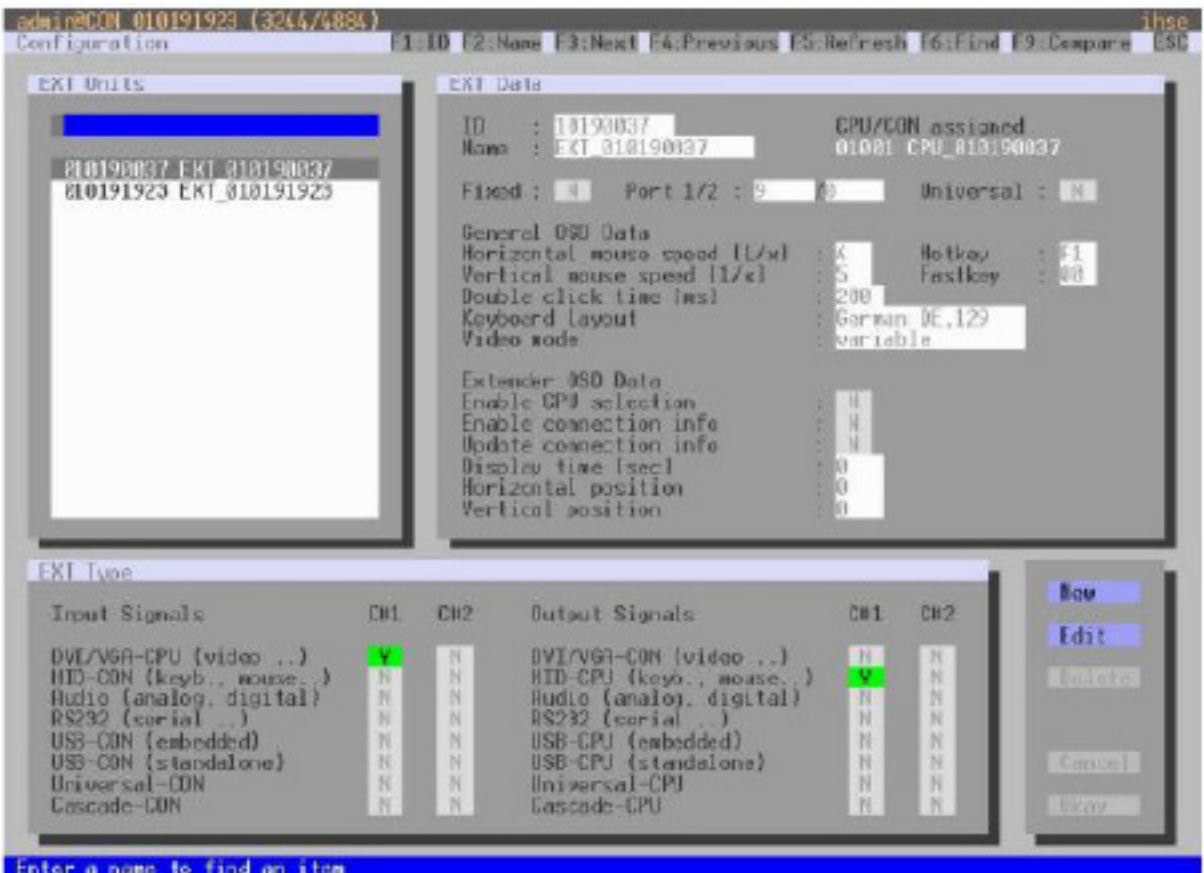 admin@CON_010191923 (3244/4884) ihse
Configuration F1:ID F2:Name F3:Next F4:Previous F5:Refresh F6:Find F9:Compare ESC
EXT Units
010190037 EXT_010190037
010191923 EXT_010191923
EXT Data
ID : 10190037 CPU/CON assigned
Name : EXT_010190037 01001 CPU_010190037
Fixed : N Port 1/2 : 9 /0 Universal : N
General OSD Data
Horizontal mouse speed [1/x] : Hotkey :
Vertical mouse speed [1/x] : 5 Fastkey :
Double click time [ms] : 200
Keyboard Layout : German DE,129
Video mode : variable
Extender OSD Data
Enable CPU selection : N
Enable connection info : N
Update connection info : N
Display time [sec] : 0
Horizontal position : 0
Vertical position : 0
EXT Type
Input Signals C#1 C#2 Output Signals C#1 C#2
DVI/VGA-CPU (video ..) Y N DVI/VGA-CON (video ..) N N
HID-CON (keyb., mouse..) N N HID-CPU (keyb., mouse..) Y N
Audio (analog, digital) N N Audio (analog, digital) N N
RS232 (serial ..) N N RS232 (serial ..) N N
USB-CON (embedded) N N USB-CPU (embedded) N N
USB-CON (standalone) N N USB-CPU (standalone) N N
Universal-CON N N Universal-CPU N N
Cascade-CON N N Cascade-CPU N N
New
Edit
Delete
Cancel
Okay
Enter a name to find an item